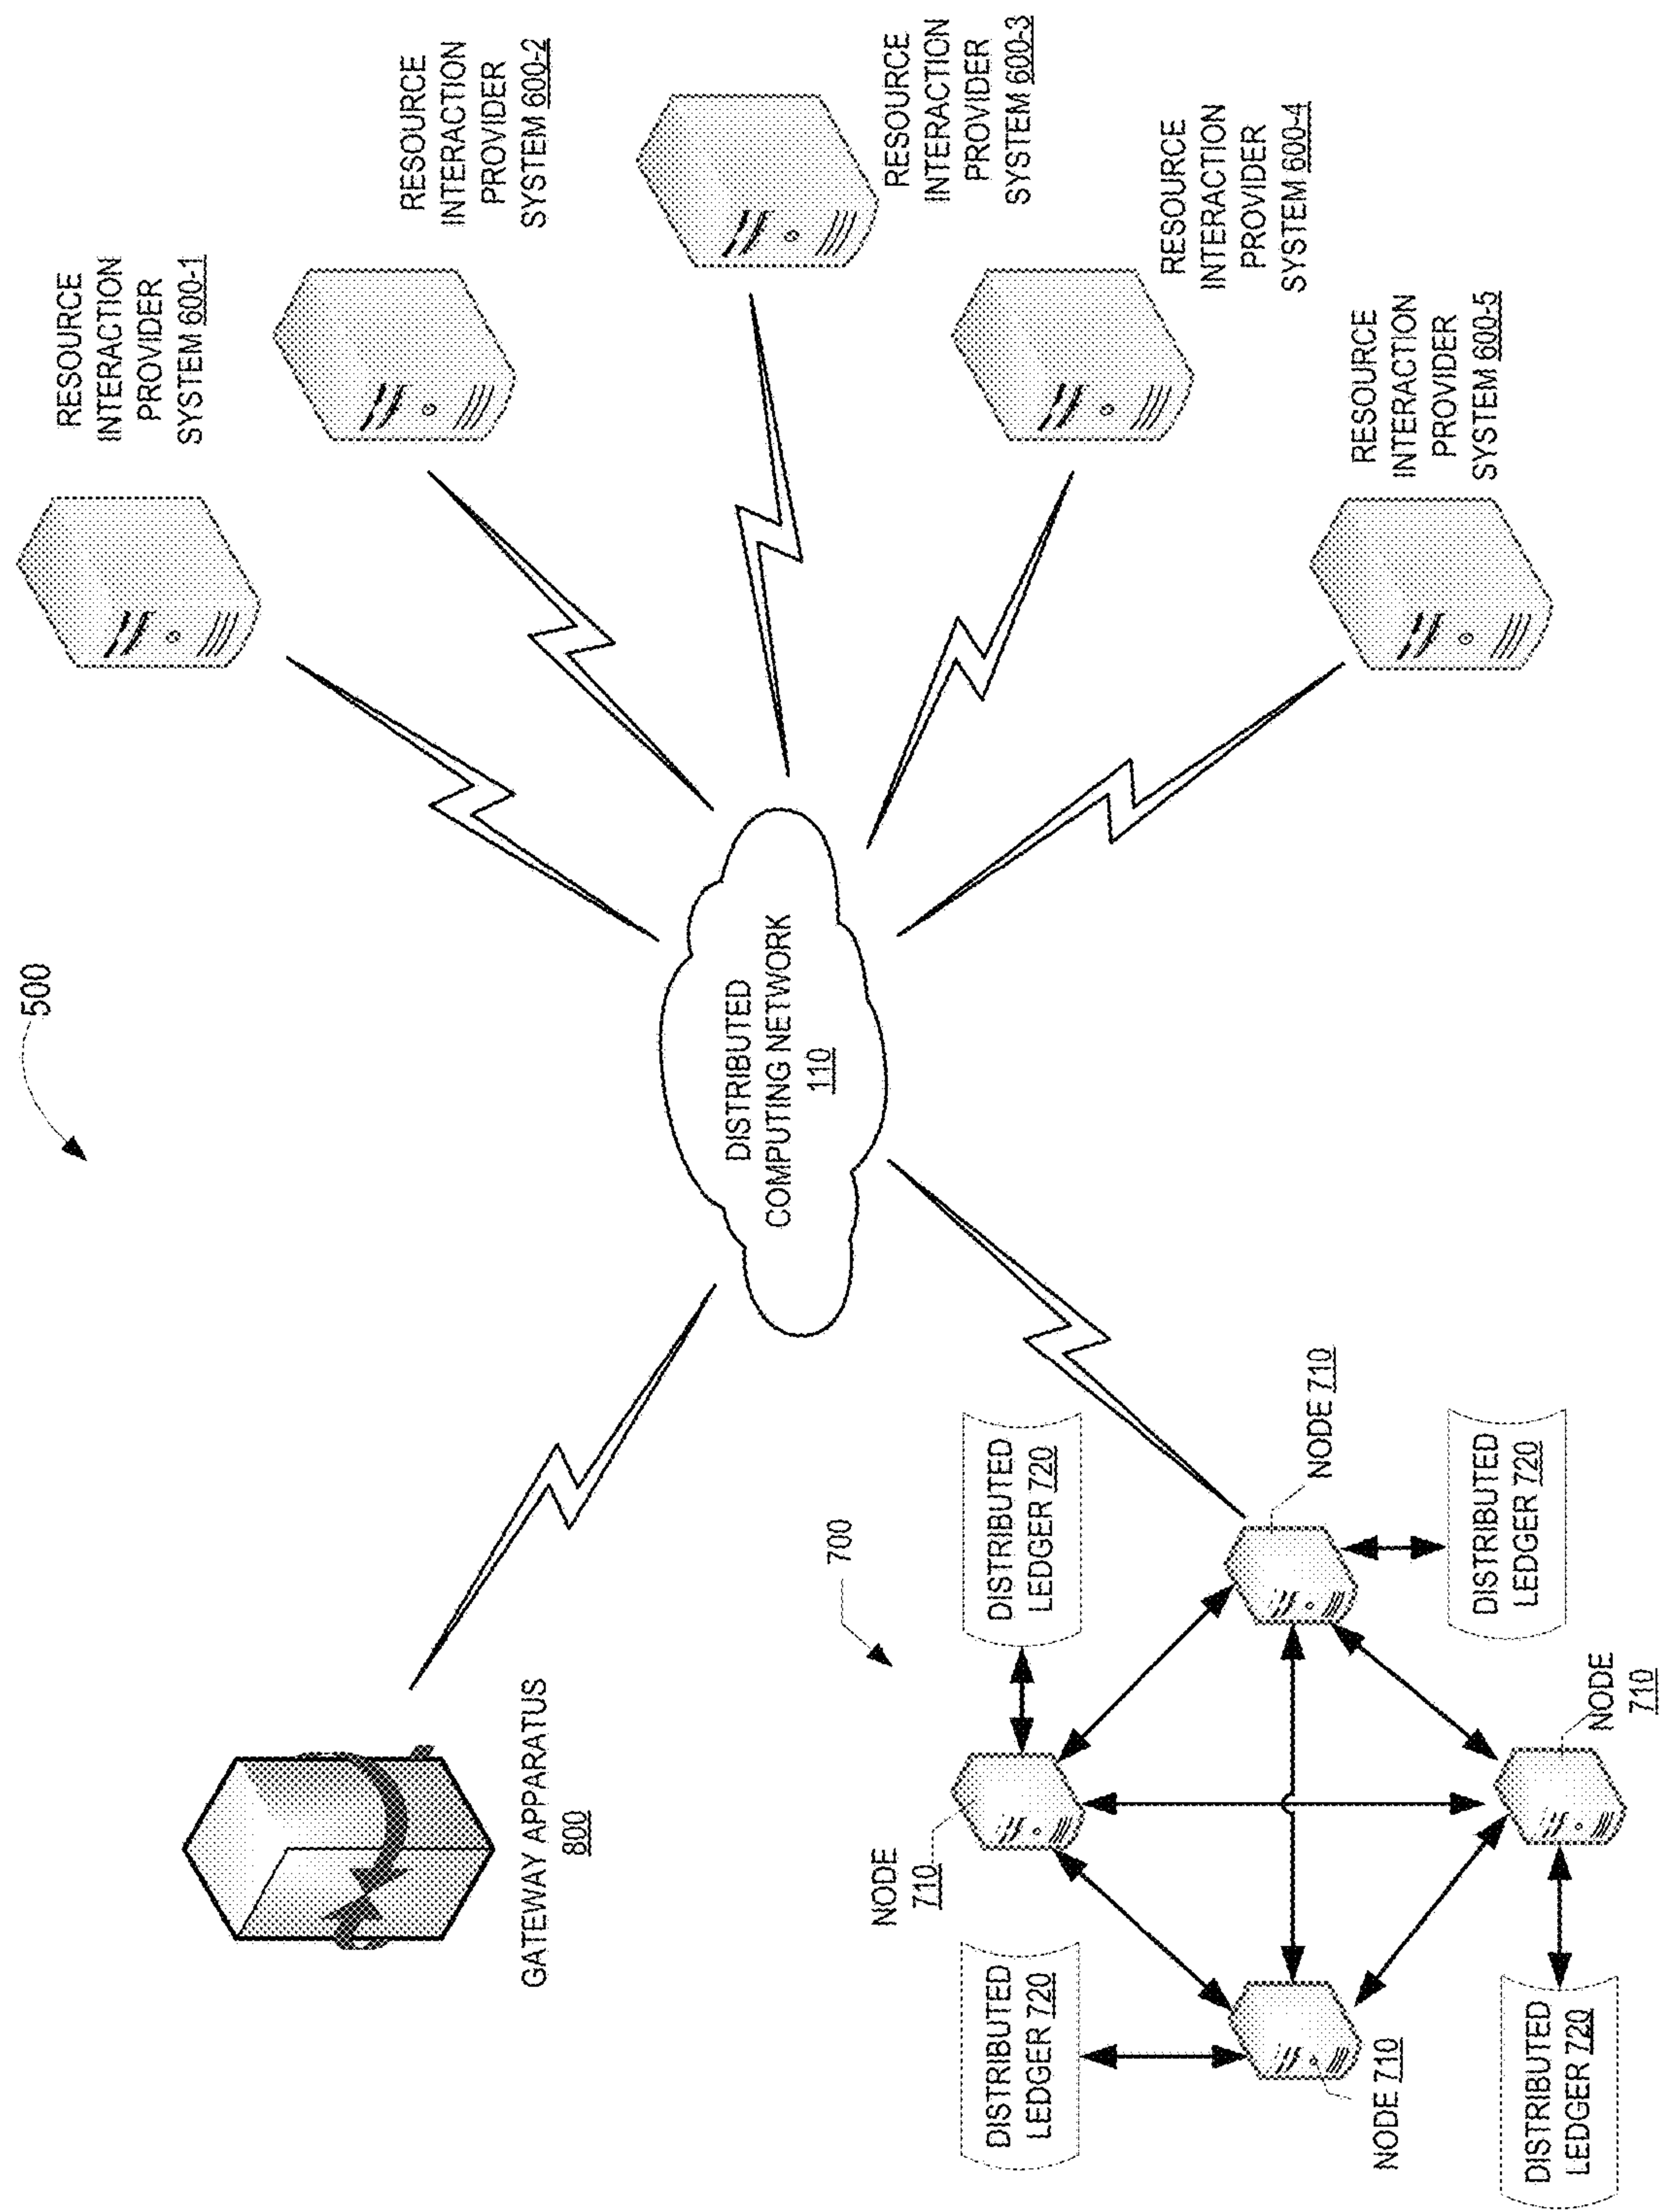 500
RESOURCE
INTERACTION
PROVIDER
SYSTEM 600-1
RESOURCE
INTERACTION
PROVIDER
SYSTEM 600-2
RESOURCE
INTERACTION
PROVIDER
SYSTEM 600-3
RESOURCE
INTERACTION
PROVIDER
SYSTEM 600-4
RESOURCE
INTERACTION
PROVIDER
SYSTEM 600-5
DISTRIBUTED
COMPUTING NETWORK
110
GATEWAY APPARATUS
800
700
DISTRIBUTED
LEDGER 720
NODE
710
DISTRIBUTED
LEDGER 720
NODE 710
NODE 710
DISTRIBUTED
LEDGER 720
NODE
710
DISTRIBUTED
LEDGER 720